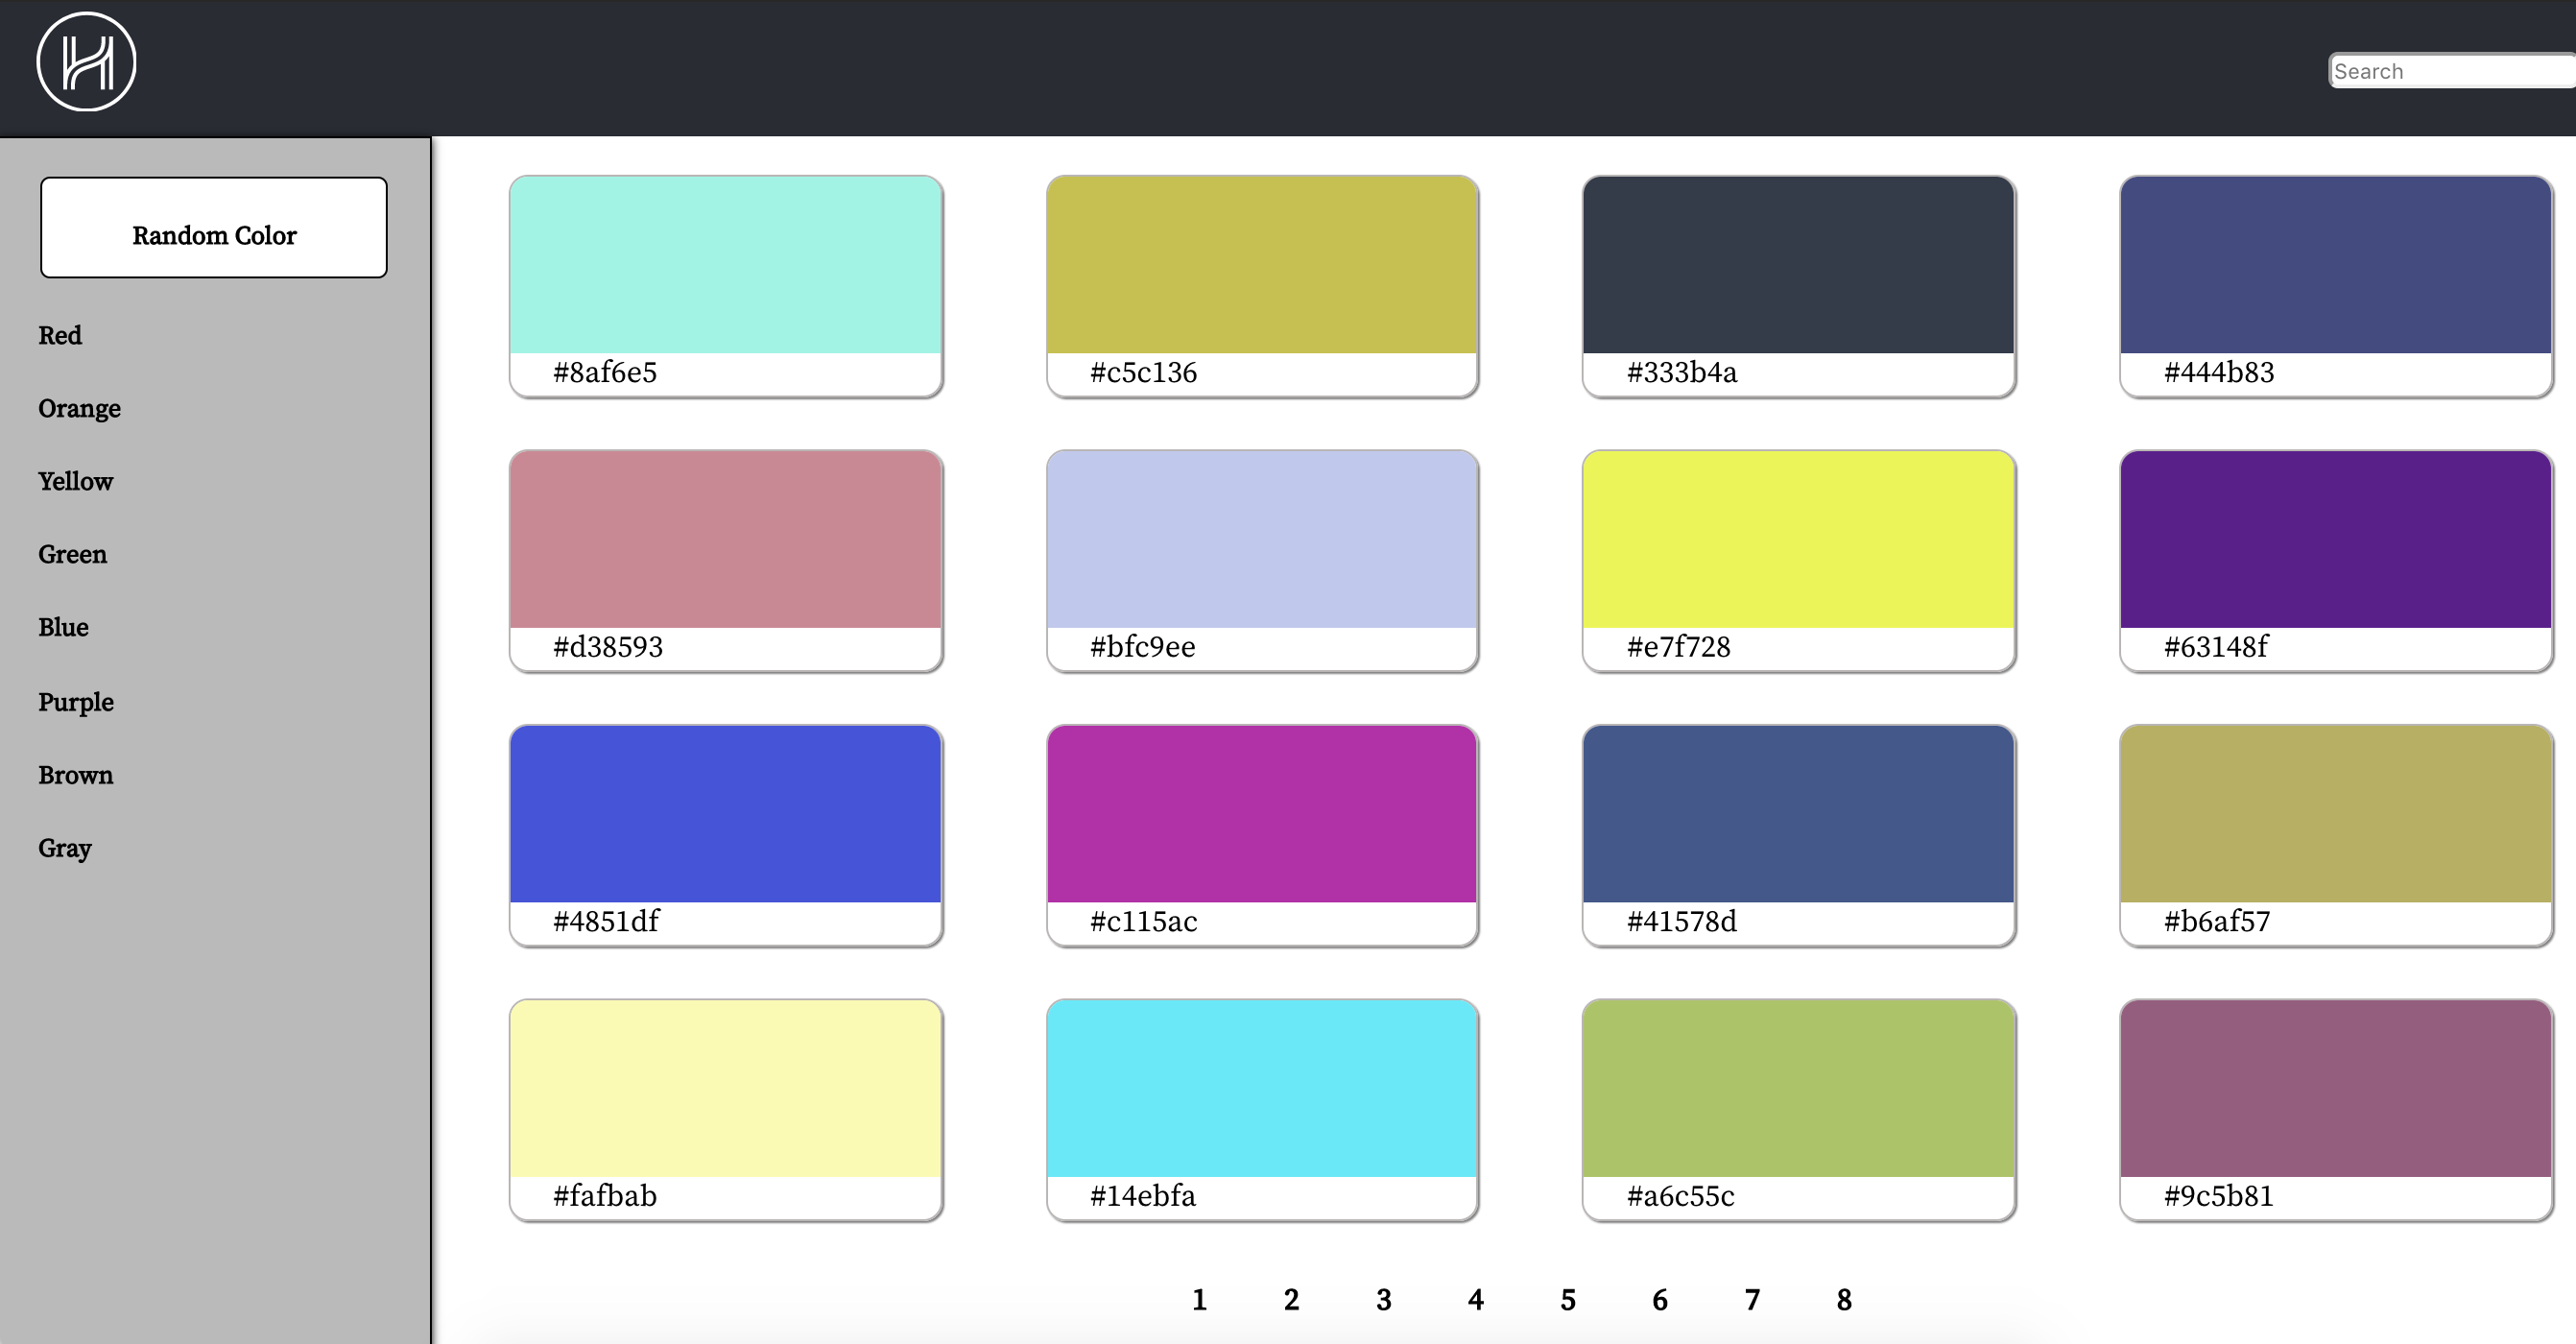 Search
Random Color
Red
Orange
Yellow
Green
Blue
Purple
Brown
Gray
#8af6e5
#c5c136
#333b4a
#444b83
#d38593
#bfc9ee
#e7f728
#63148f
#4851df
#c115ac
#41578d
#b6af57
#fafbab
#14ebfa
#a6c55c
#9c5b81
1 2 3 4 5 6 7 8